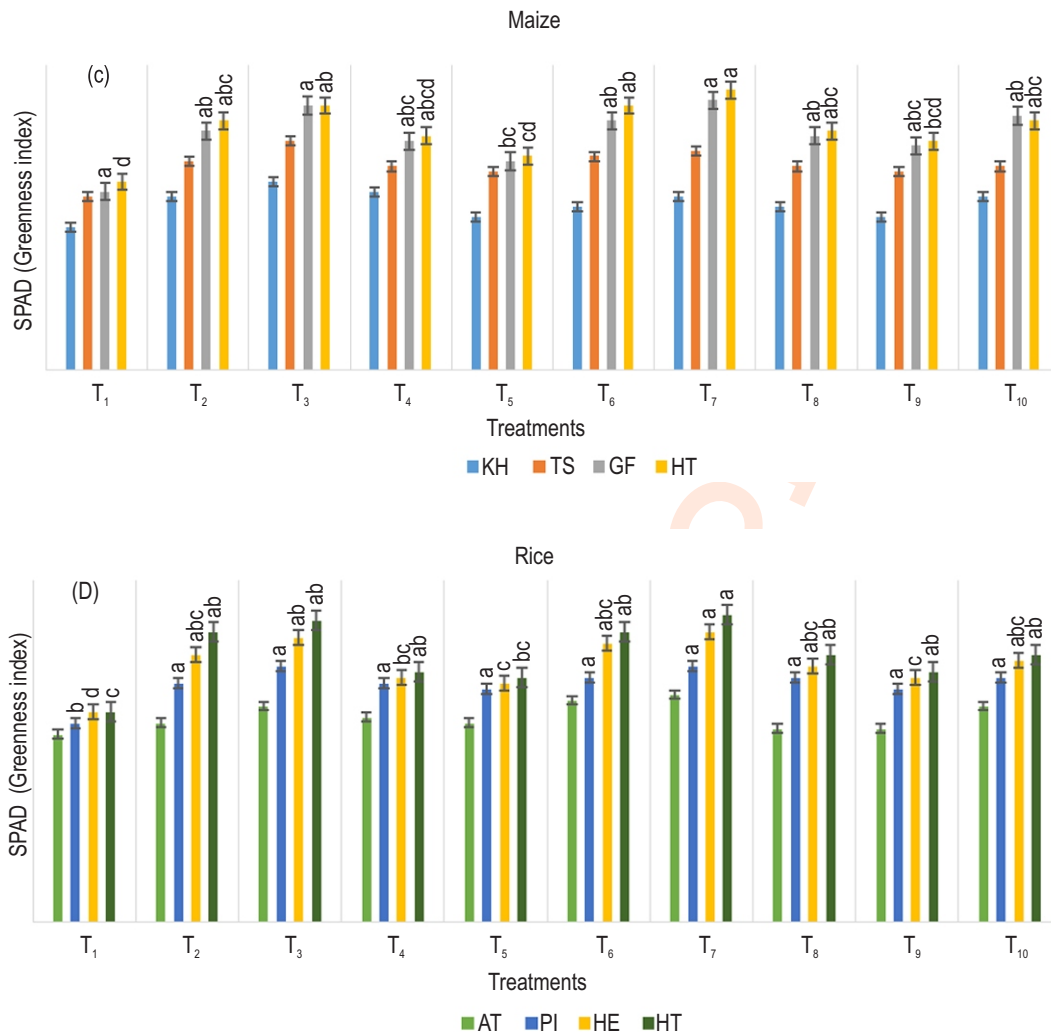 Maize
(c)
SPAD (Greenness index)
a d
ab abc
a ab
abc abcd
bc cd
ab ab
a a
ab abc
abc bcd
ab abc
T₁ T₂ T₃ T₄ T₅ T₆ T₇ T₈ T₉ T₁₀
Treatments
KH TS GF HT
Rice
(D)
SPAD (Greenness index)
b d c
a abc ab
a ab ab
a bc ab
a c bc
a abc ab
a a a
a abc ab
a c ab
a abc ab
T₁ T₂ T₃ T₄ T₅ T₆ T₇ T₈ T₉ T₁₀
Treatments
AT PI HE HT